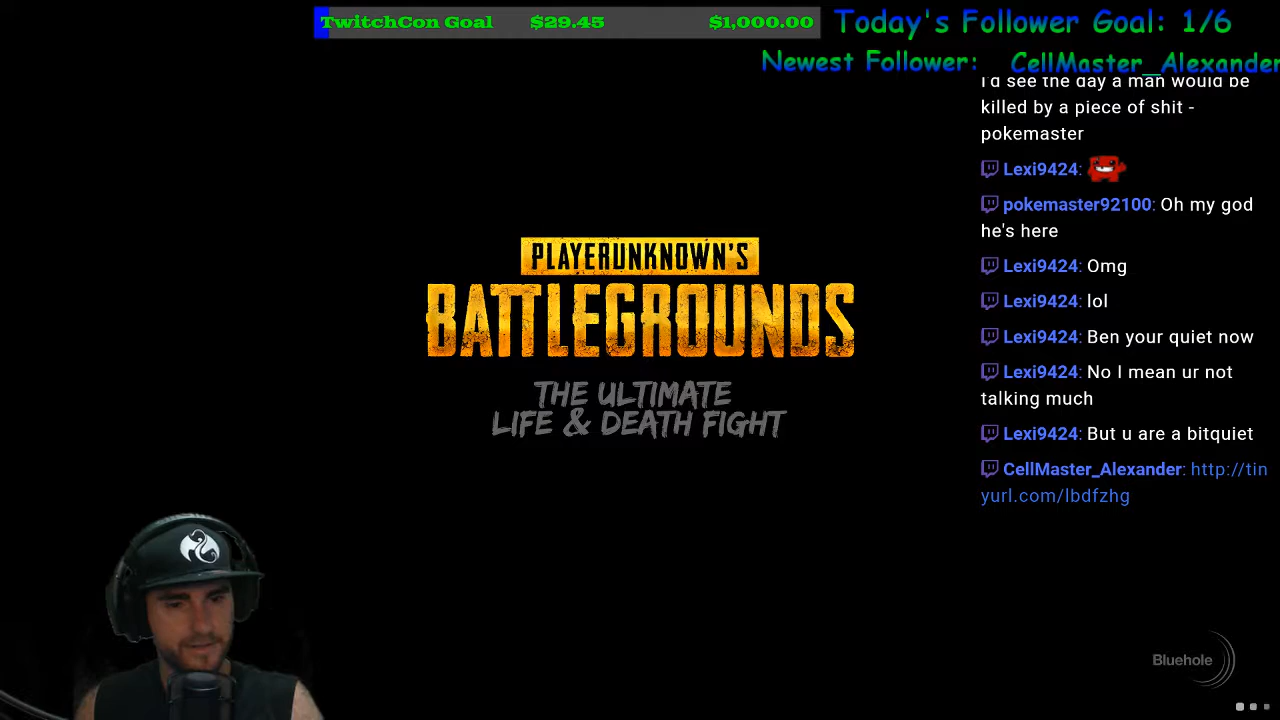 TwitchCon Goal $29.45 $1,000.00
Today's Follower Goal: 1/6
Newest Follower: CellMaster_Alexander
I'd see the day a man would be
killed by a piece of shit -
pokemaster
Lexi9424:
pokemaster92100: Oh my god
he's here
Lexi9424: Omg
Lexi9424: lol
Lexi9424: Ben your quiet now
Lexi9424: No I mean ur not
talking much
Lexi9424: But u are a bitquiet
CellMaster_Alexander: http://tin
yurl.com/lbdfzhg
PLAYERUNKNOWN'S
BATTLEGROUNDS
THE ULTIMATE
LIFE & DEATH FIGHT
Bluehole